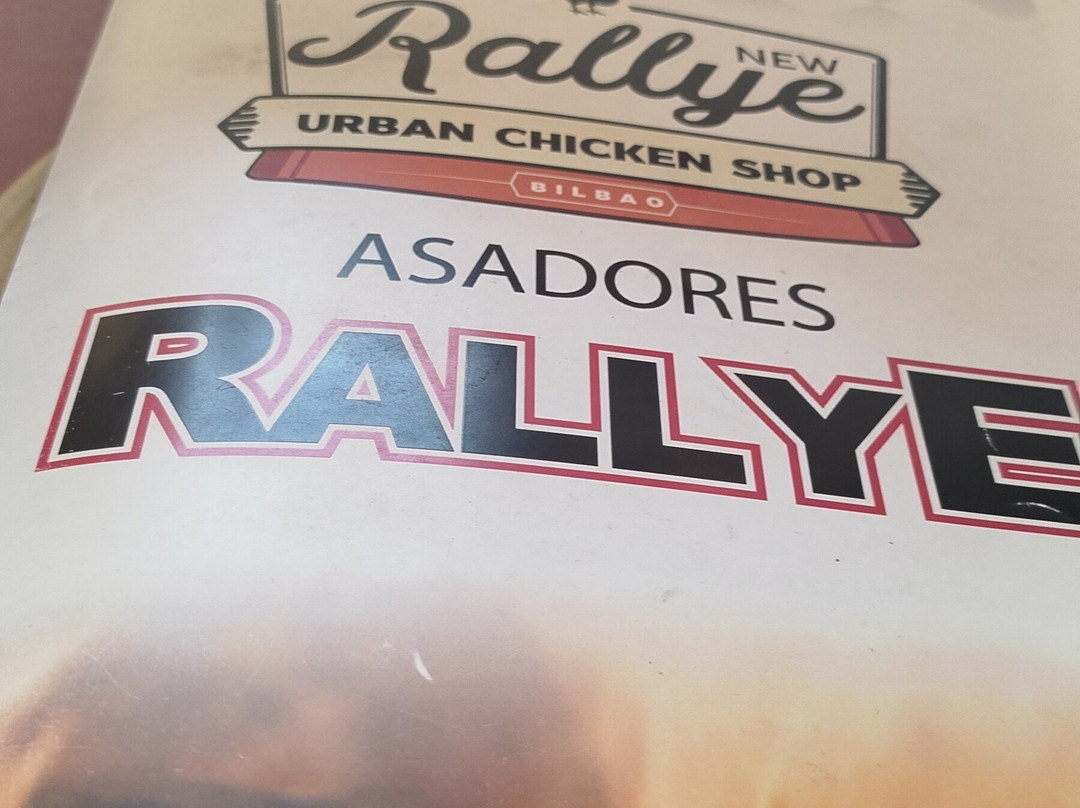 NEW
Rallye
URBAN CHICKEN SHOP
BILBAO
ASADORES
RALLYE